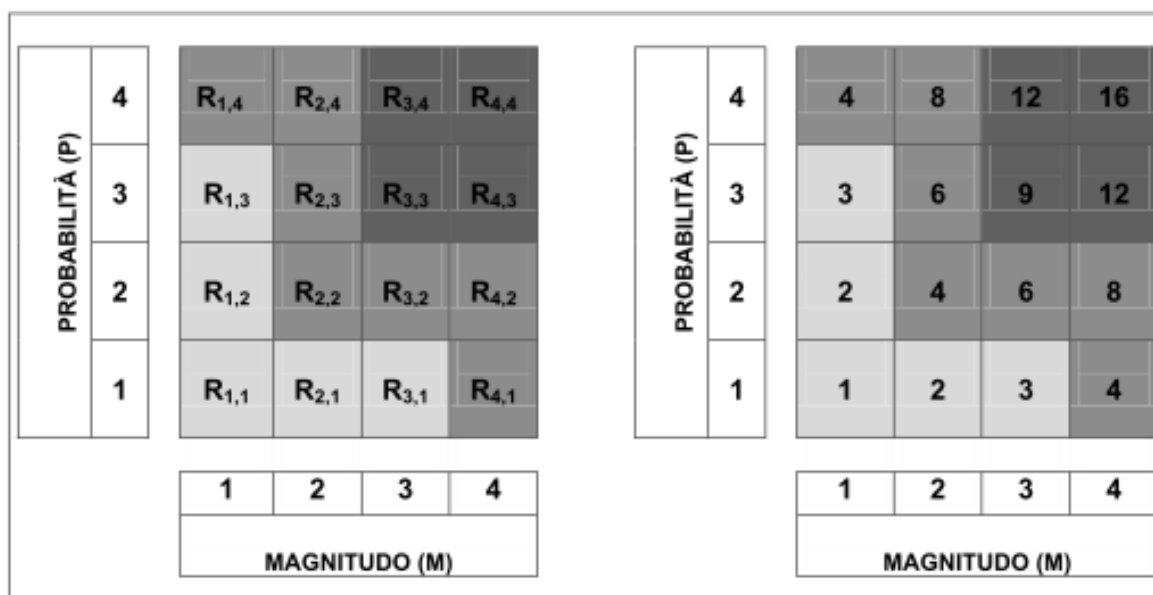 4 R1,4 R2,4 R3,4 R4,4
3 R1,3 R2,3 R3,3 R4,3
2 R1,2 R2,2 R3,2 R4,2
1 R1,1 R2,1 R3,1 R4,1
PROBABILITÀ (P)
1 2 3 4
MAGNITUDO (M)
4 4 8 12 16
3 3 6 9 12
2 2 4 6 8
1 1 2 3 4
PROBABILITÀ (P)
1 2 3 4
MAGNITUDO (M)